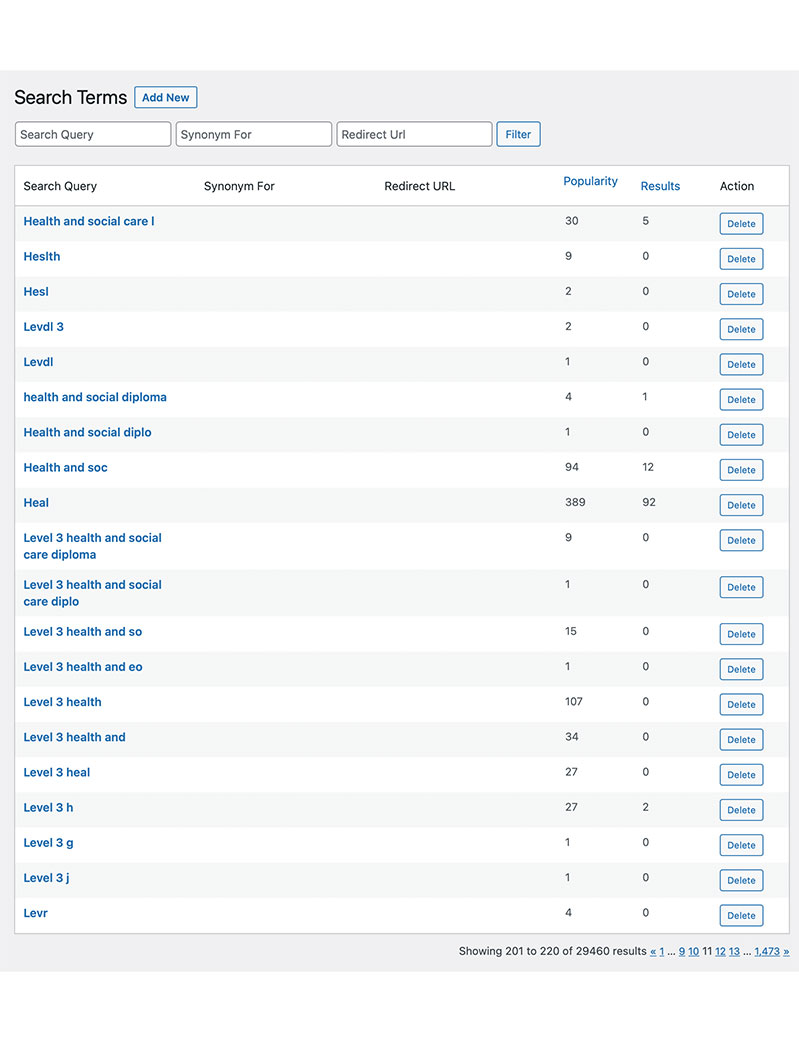 Search Terms Add New
Search Query Synonym For Redirect Url Filter
Search Query Synonym For Redirect URL Popularity Results Action
Health and social care l 30 5 Delete
Heslth 9 0 Delete
Hesl 2 0 Delete
Levdl 3 2 0 Delete
Levdl 1 0 Delete
health and social diploma 4 1 Delete
Health and social diplo 1 0 Delete
Health and soc 94 12 Delete
Heal 389 92 Delete
Level 3 health and social 9 0 Delete
care diploma
Level 3 health and social 1 0 Delete
care diplo
Level 3 health and so 15 0 Delete
Level 3 health and eo 1 0 Delete
Level 3 health 107 0 Delete
Level 3 health and 34 0 Delete
Level 3 heal 27 0 Delete
Level 3 h 27 2 Delete
Level 3 g 1 0 Delete
Level 3 j 1 0 Delete
Levr 4 0 Delete
Showing 201 to 220 of 29460 results « 1 ... 9 10 11 12 13 ... 1,473 »